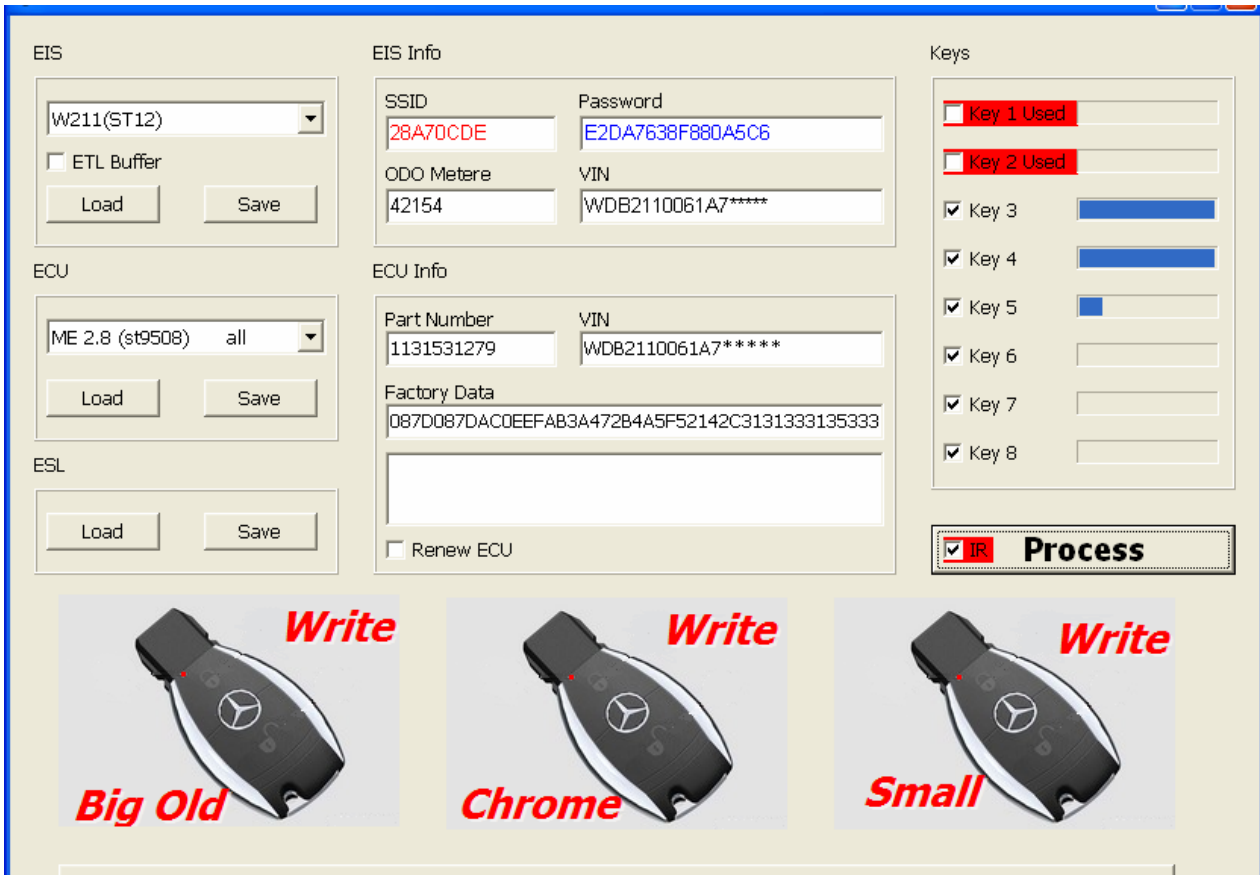 EIS
W211(ST12)
ETL Buffer
Load Save
ECU
ME 2.8 (st9508) all
Load Save
ESL
Load Save
EIS Info
SSID Password
28A70CDE E2DA7638F880A5C6
ODO Metere VIN
42154 WDB2110061A7*****
ECU Info
Part Number VIN
1131531279 WDB2110061A7*****
Factory Data
087D087DAC0EEFAB3A472B4A5F52142C3131333135333
Renew ECU
Keys
Key 1 Used
Key 2 Used
Key 3
Key 4
Key 5
Key 6
Key 7
Key 8
IR Process
Write
Big Old
Write
Chrome
Write
Small